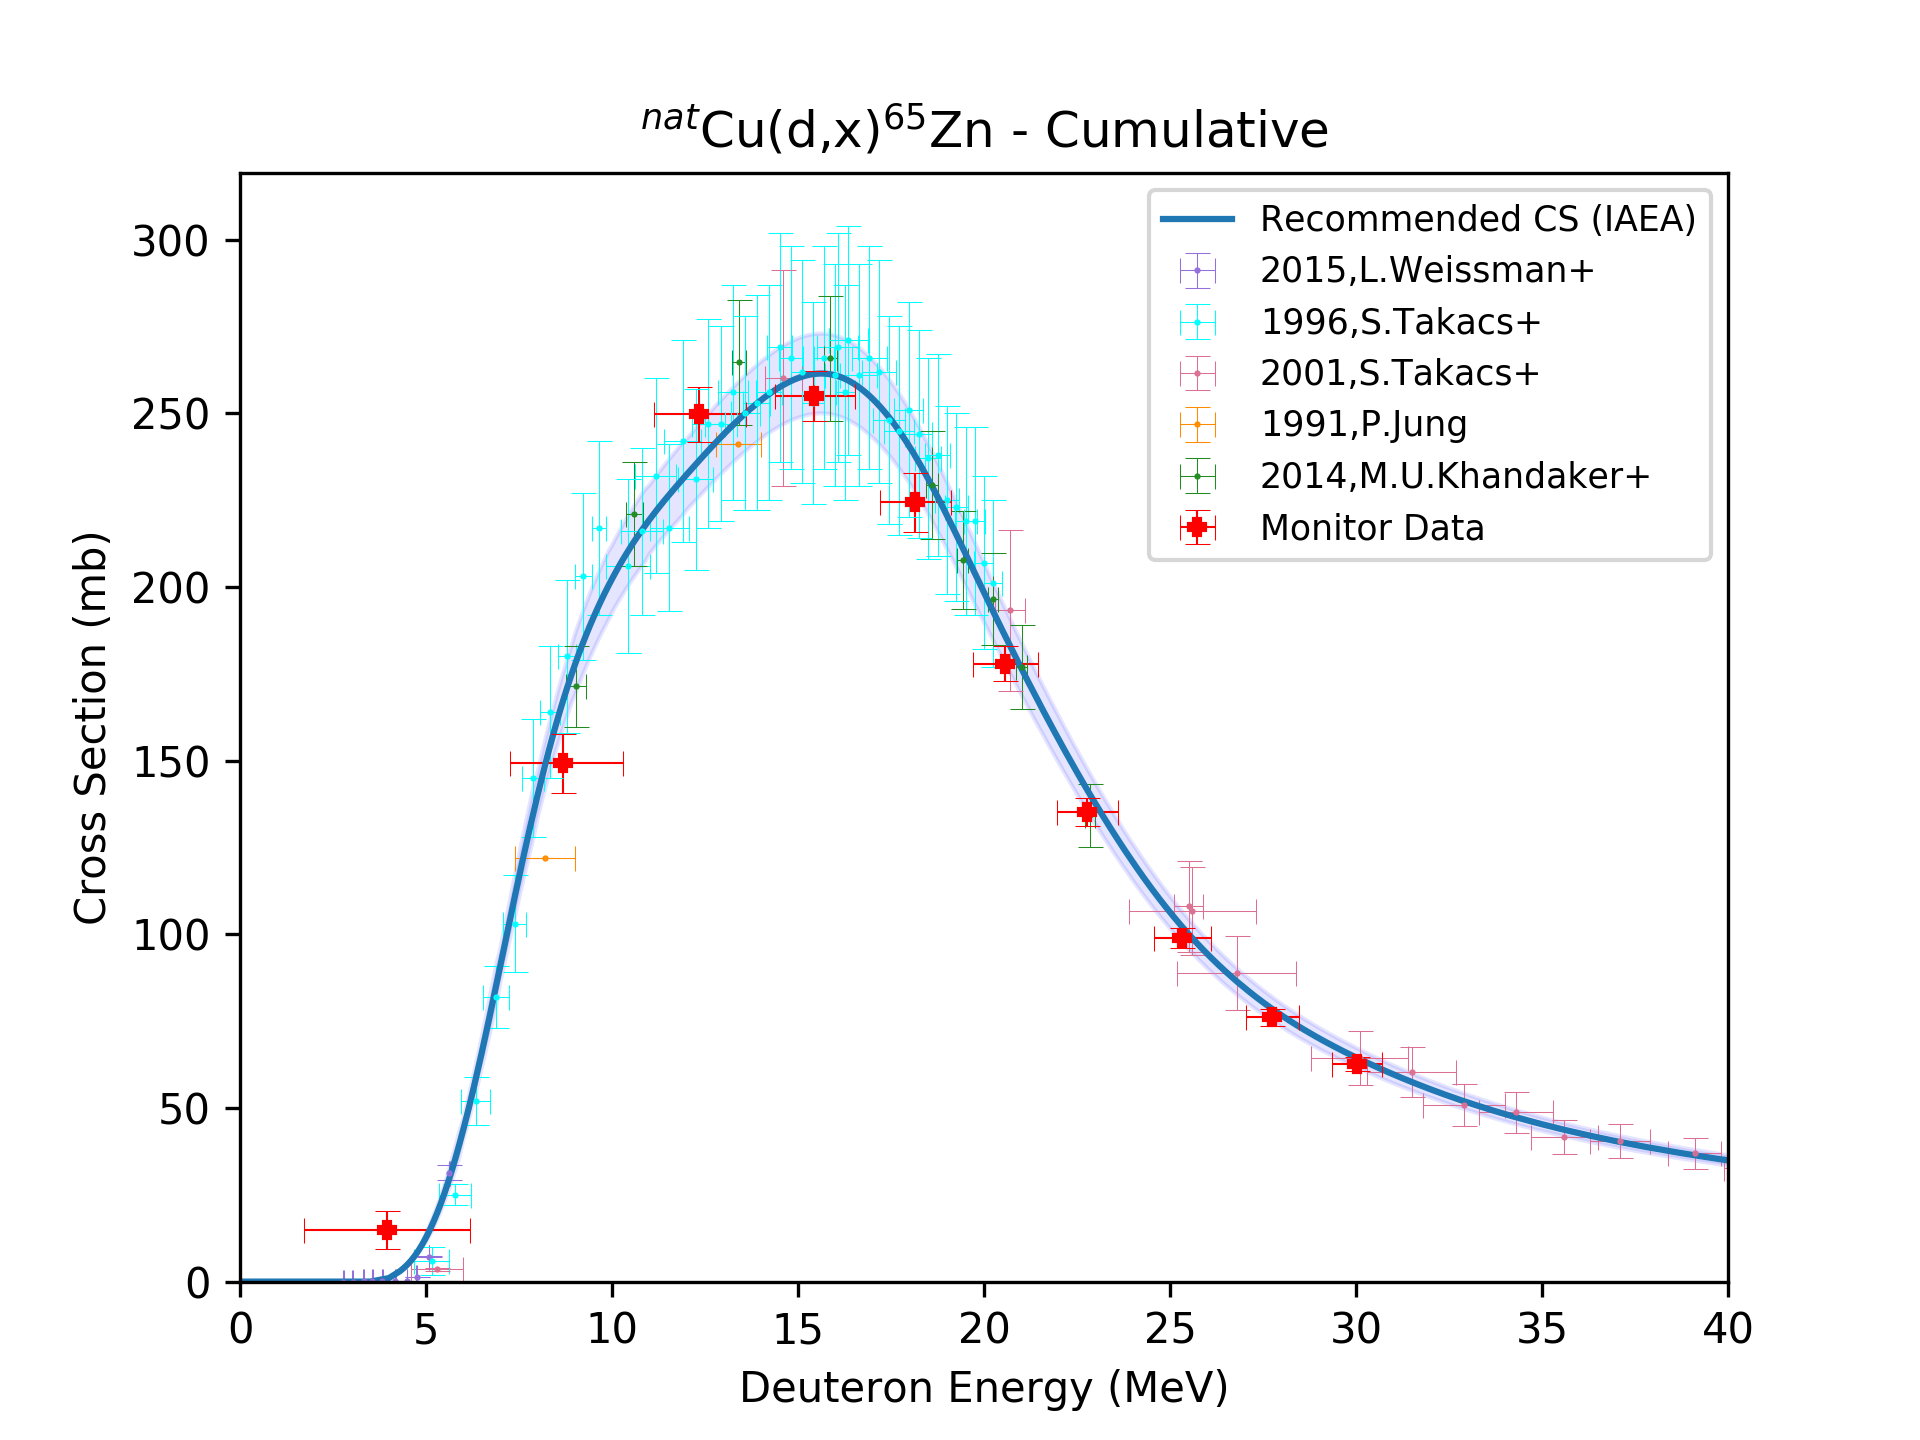 natCu(d,x)65Zn - Cumulative
Recommended CS (IAEA)
2015,L.Weissman+
1996,S.Takacs+
2001,S.Takacs+
1991,P.Jung
2014,M.U.Khandaker+
Monitor Data
Cross Section (mb)
300
250
200
150
100
50
0
0 5 10 15 20 25 30 35 40
Deuteron Energy (MeV)